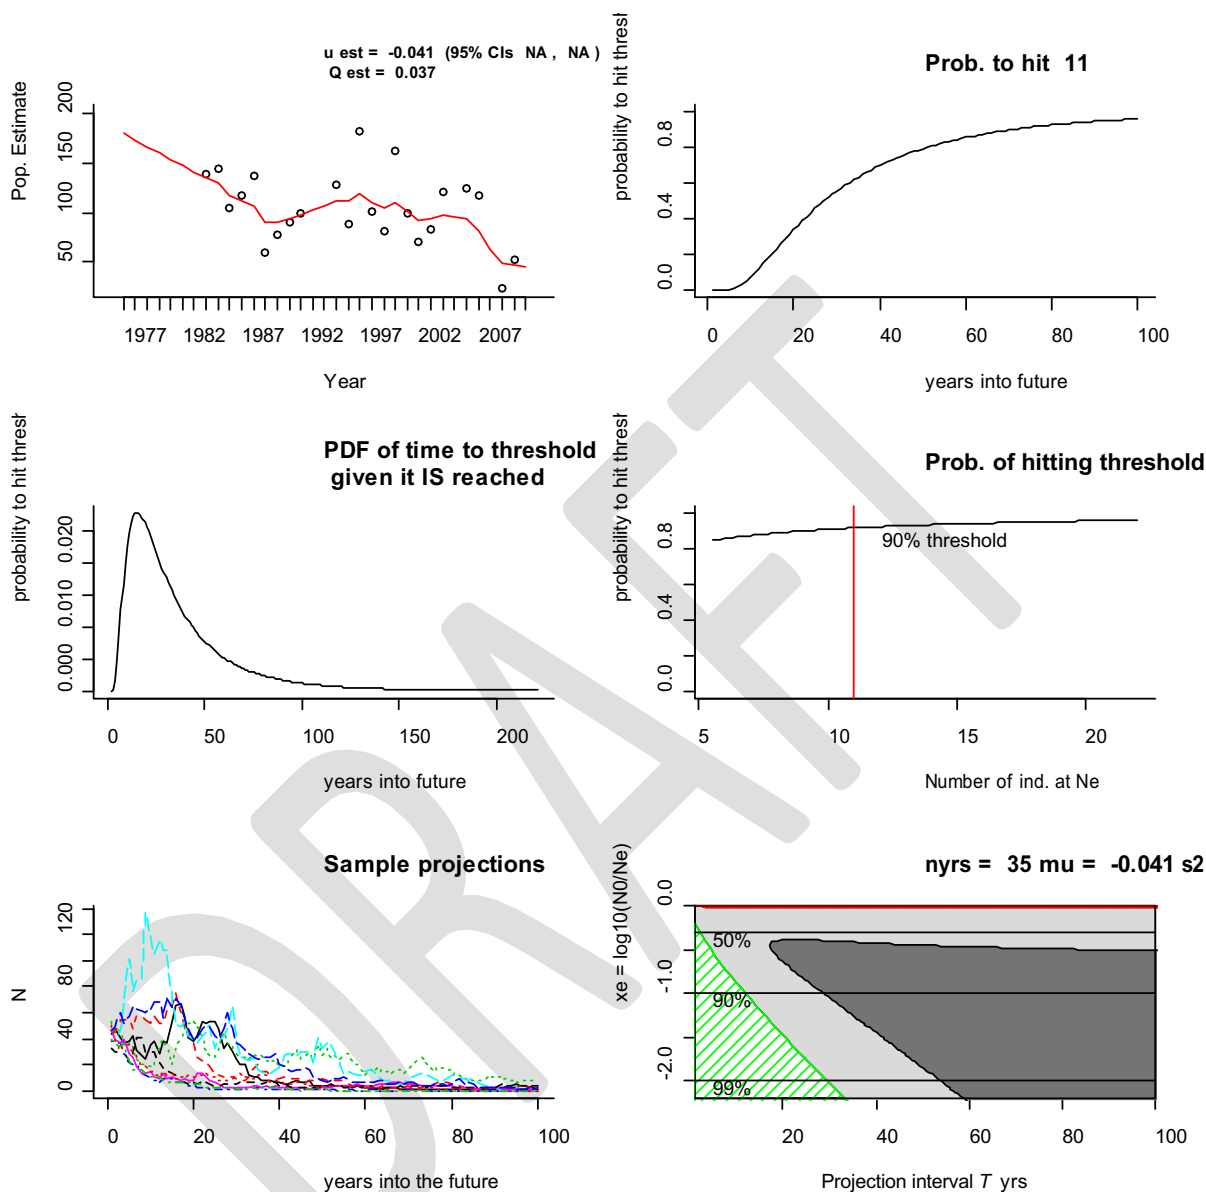 u est = -0.041 (95% CIs NA , NA )
Q est = 0.037
Pop. Estimate
200
150
100
50
1977 1982 1987 1992 1997 2002 2007
Year
Prob. to hit 11
probability to hit thresh
0.8
0.4
0.0
0 20 40 60 80 100
years into future
PDF of time to threshold
given it IS reached
probability to hit thresh
0.020
0.010
0.000
0 50 100 150 200
years into future
Prob. of hitting threshold
probability to hit thresh
0.8
0.4
0.0
90% threshold
5 10 15 20
Number of ind. at Ne
Sample projections
N
120
80
40
0
0 20 40 60 80 100
years into the future
nyrs = 35 mu = -0.041 s2
xe = log10(N0/Ne)
0.0
-1.0
-2.0
50%
90%
99%
20 40 60 80 100
Projection interval T yrs
DRAFT